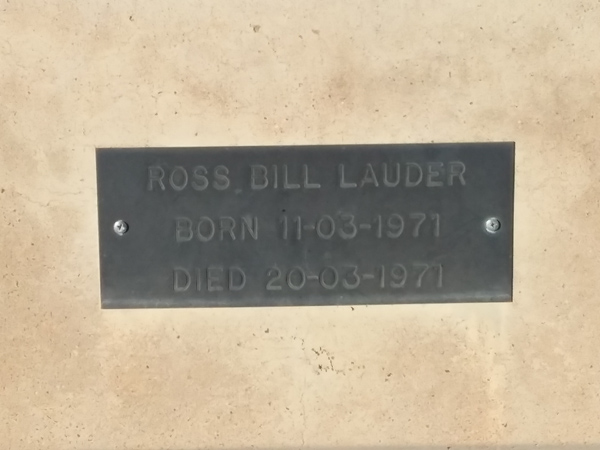 ROSS BILL LAUDER
BORN 11-03-1971
DIED 20-03-1971